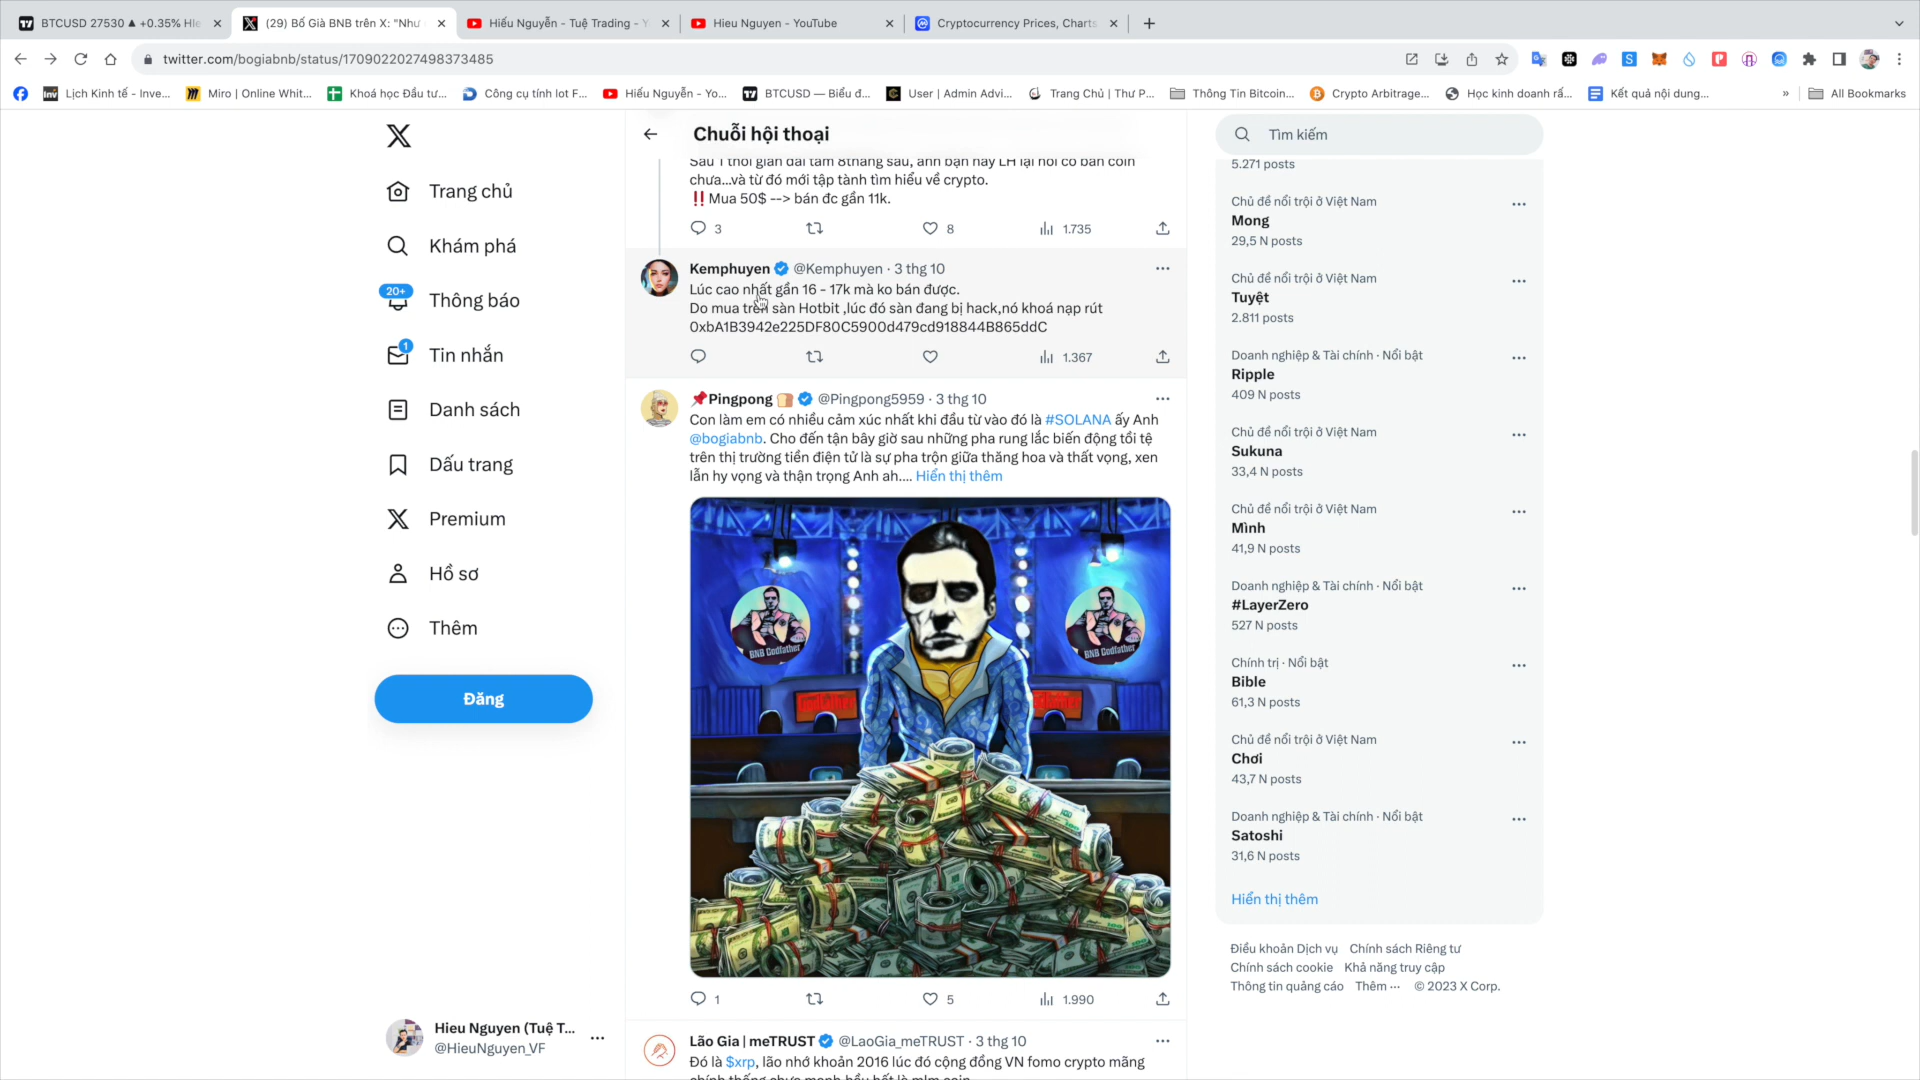 BTCUSD 27530 ▲ +0.35% Hie
(29) Bố Già BNB trên X: "Như
Hiếu Nguyễn - Tuệ Trading - Y
Hieu Nguyen - YouTube
Cryptocurrency Prices, Charts
twitter.com/bogiabnb/status/1709022027498373485
Lịch Kinh tế - Inve...
Miro | Online Whit...
Khoá học Đầu tư...
Công cụ tính lot F...
Hiếu Nguyễn - Yo...
BTCUSD — Biểu đ...
User | Admin Advi...
Trang Chủ | Thư P...
Thông Tin Bitcoin...
Crypto Arbitrage...
Học kinh doanh rấ...
Kết quả nội dung...
»
All Bookmarks
Trang chủ
Khám phá
20+
Thông báo
1
Tin nhắn
Danh sách
Dấu trang
Premium
Hồ sơ
Thêm
Đăng
Hieu Nguyen (Tuệ T...
@HieuNguyen_VF
Chuỗi hội thoại
Sau 1 thời gian dài tầm 8tháng sau, anh bạn này LH lại hỏi có bán coin
chưa...và từ đó mới tập tành tìm hiểu về crypto.
‼️Mua 50$ --> bán đc gần 11k.
3 8 1.735
Kemphuyen @Kemphuyen · 3 thg 10
Lúc cao nhất gần 16 - 17k mà ko bán được.
Do mua trên sàn Hotbit ,lúc đó sàn đang bị hack,nó khoá nạp rút
0xbA1B3942e225DF80C5900d479cd918844B865ddC
1.367
📌Pingpong 🍞 @Pingpong5959 · 3 thg 10
Con làm em có nhiều cảm xúc nhất khi đầu tư vào đó là #SOLANA ấy Anh
@bogiabnb. Cho đến tận bây giờ sau những pha rung lắc biến động tồi tệ
trên thị trường tiền điện tử là sự pha trộn giữa thăng hoa và thất vọng, xen
lẫn hy vọng và thận trọng Anh ah.... Hiển thị thêm
BNB Codfather
BNB Codfather
1 5 1.990
Lão Gia | meTRUST @LaoGia_meTRUST · 3 thg 10
Đó là $xrp, lão nhớ khoản 2016 lúc đó cộng đồng VN fomo crypto mãng
Tìm kiếm
5.271 posts
Chủ đề nổi trội ở Việt Nam
Mong
29,5 N posts
Chủ đề nổi trội ở Việt Nam
Tuyệt
2.811 posts
Doanh nghiệp & Tài chính · Nổi bật
Ripple
409 N posts
Chủ đề nổi trội ở Việt Nam
Sukuna
33,4 N posts
Chủ đề nổi trội ở Việt Nam
Mình
41,9 N posts
Doanh nghiệp & Tài chính · Nổi bật
#LayerZero
527 N posts
Chính trị · Nổi bật
Bible
61,3 N posts
Chủ đề nổi trội ở Việt Nam
Chơi
43,7 N posts
Doanh nghiệp & Tài chính · Nổi bật
Satoshi
31,6 N posts
Hiển thị thêm
Điều khoản Dịch vụ Chính sách Riêng tư
Chính sách cookie Khả năng truy cập
Thông tin quảng cáo Thêm ··· © 2023 X Corp.